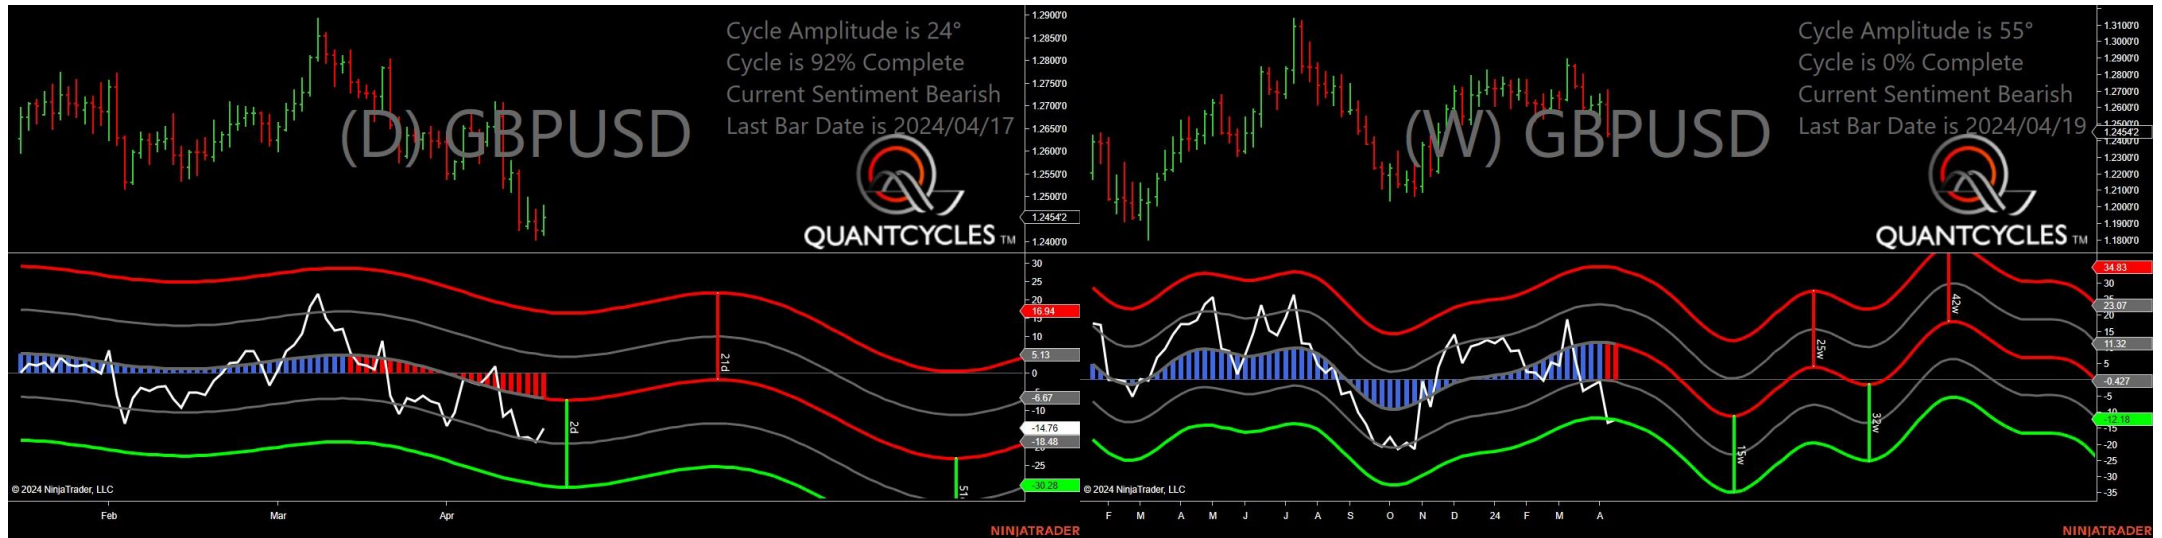 Cycle Amplitude is 24°
Cycle is 92% Complete
Current Sentiment Bearish
Last Bar Date is 2024/04/17
(D) GBPUSD
QUANTCYCLES TM
1.2900'0
1.2850'0
1.2800'0
1.2750'0
1.2700'0
1.2650'0
1.2600'0
1.2550'0
1.2500'0
1.2454'2
1.2400'0
30
25
20
16.94
15
10
5.13
0
-6.67
-10
-14.76
-18.48
-25
-30.28
2d
21d
51
© 2024 NinjaTrader, LLC
Feb Mar Apr
NINJATRADER
Cycle Amplitude is 55°
Cycle is 0% Complete
Current Sentiment Bearish
Last Bar Date is 2024/04/19
(W) GBPUSD
QUANTCYCLES TM
1.3100'0
1.3000'0
1.2900'0
1.2800'0
1.2700'0
1.2600'0
1.2500'0
1.2454'2
1.2300'0
1.2200'0
1.2100'0
1.2000'0
1.1900'0
1.1800'0
34.83
30
23.07
20
15
11.32
5
-0.427
-5
-12.18
-15
-20
-25
-30
-35
15w
25w
32w
42w
© 2024 NinjaTrader, LLC
F M A M J J A S O N D 24 F M A
NINJATRADER